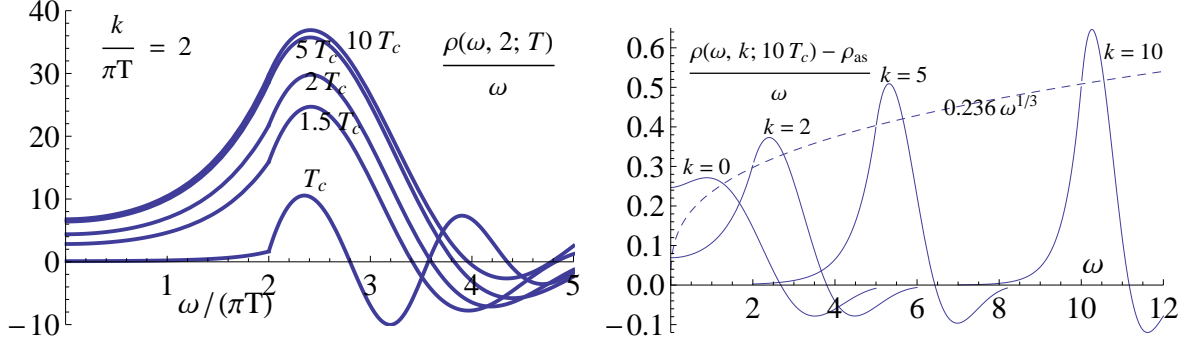 40
30
20
10
0
−10
k/πT = 2
10 T_c
5 T_c
2 T_c
1.5 T_c
T_c
ρ(ω, 2; T)/ω
1 2 3 4 5
ω/(πT)
0.6
0.5
0.4
0.3
0.2
0.1
0.0
−0.1
ρ(ω, k; 10 T_c) − ρ_as/ω
k = 0
k = 2
k = 5
k = 10
0.236 ω^{1/3}
ω
2 4 6 8 10 12